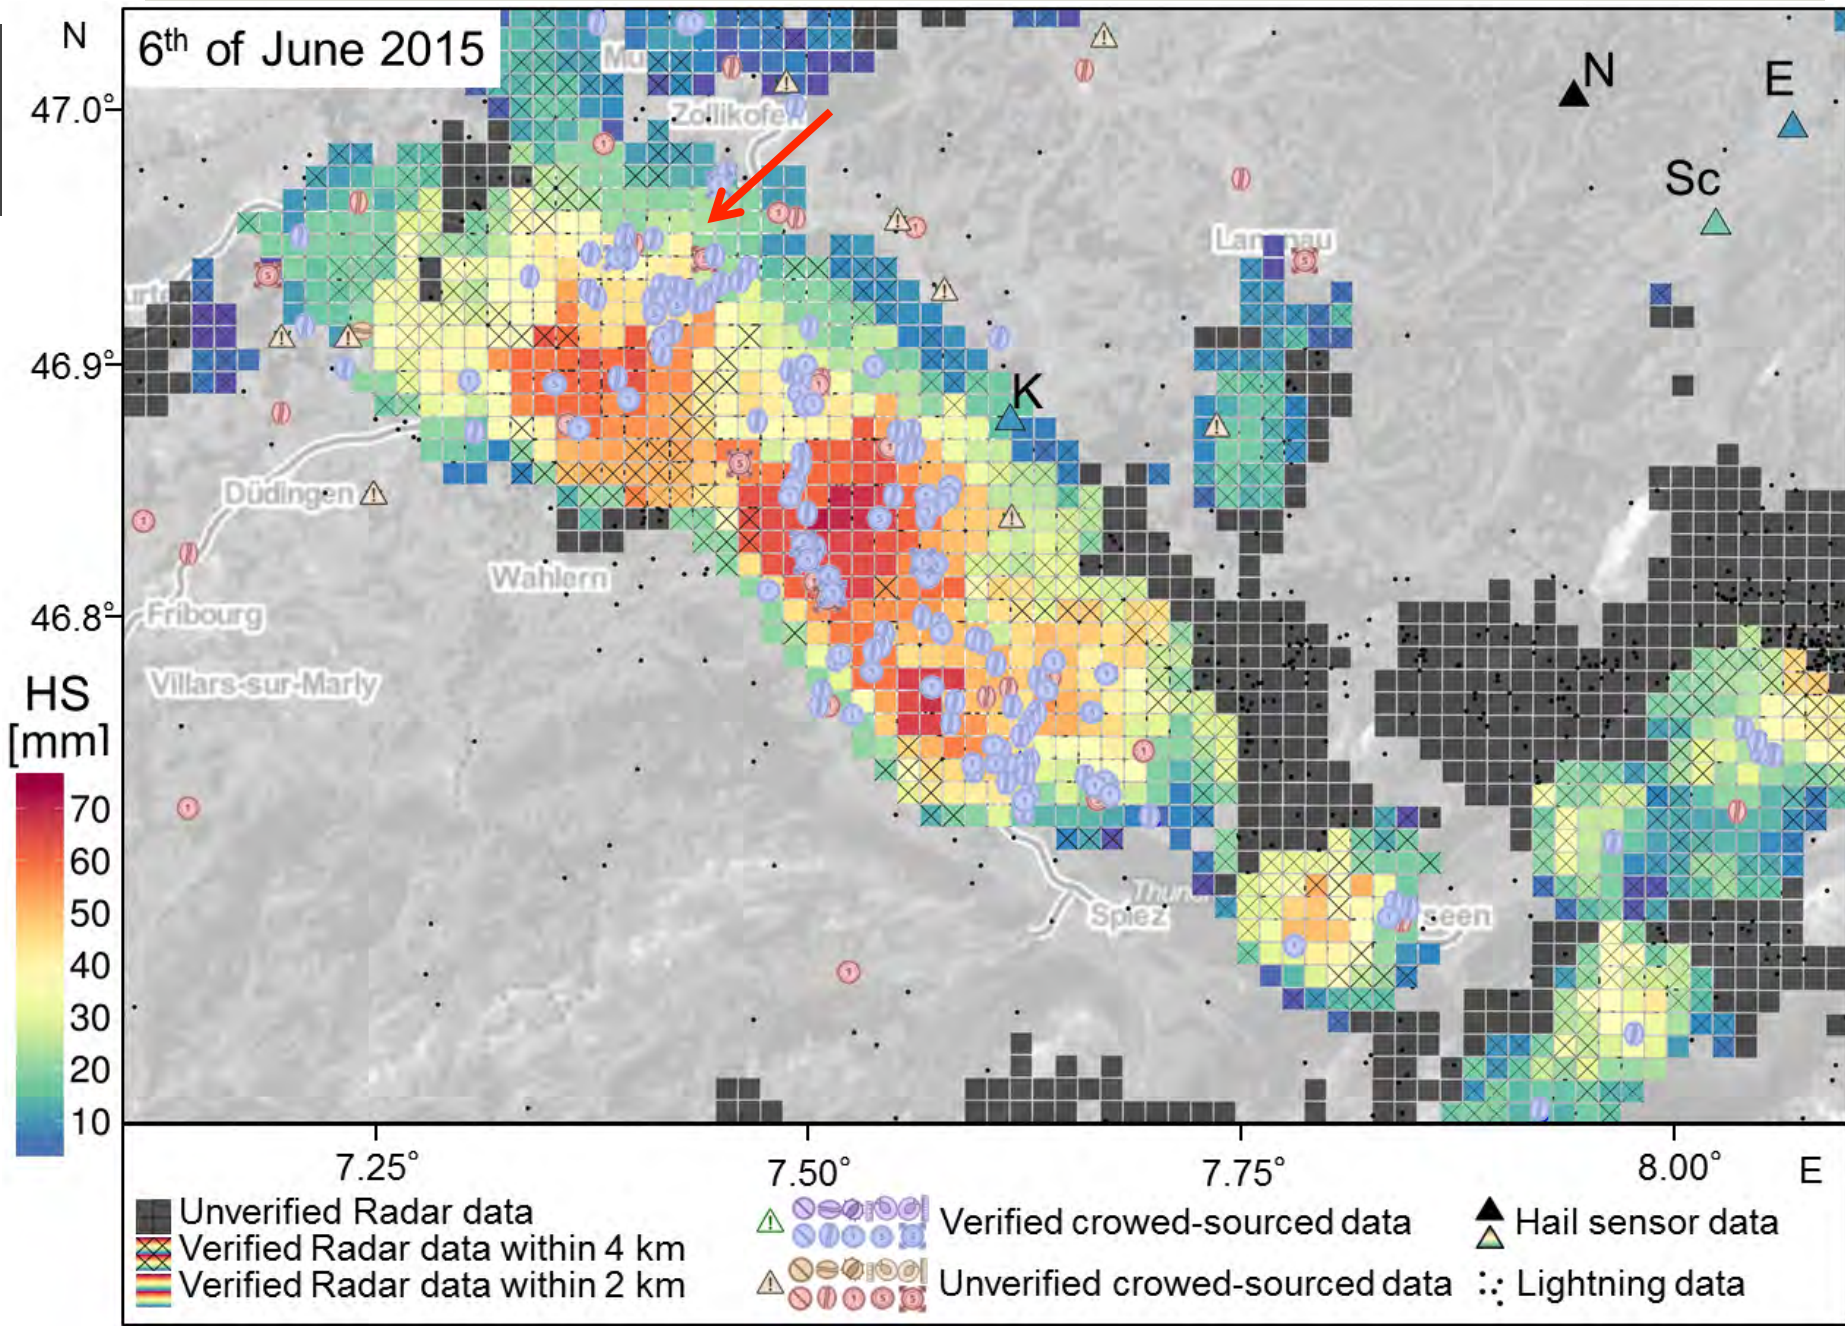 N
6th of June 2015
Mu
N
E
47.0°
Zollikofen
Sc
Langnau
46.9°
K
Düdingen
Wahlern
46.8°
Fribourg
Villars-sur-Marly
HS
[mm]
70
60
50
40
30
20
10
Thun
Spiez
seen
7.25°
7.50°
7.75°
8.00°
E
Unverified Radar data
Verified Radar data within 4 km
Verified Radar data within 2 km
Verified crowed-sourced data
Unverified crowed-sourced data
Hail sensor data
Lightning data